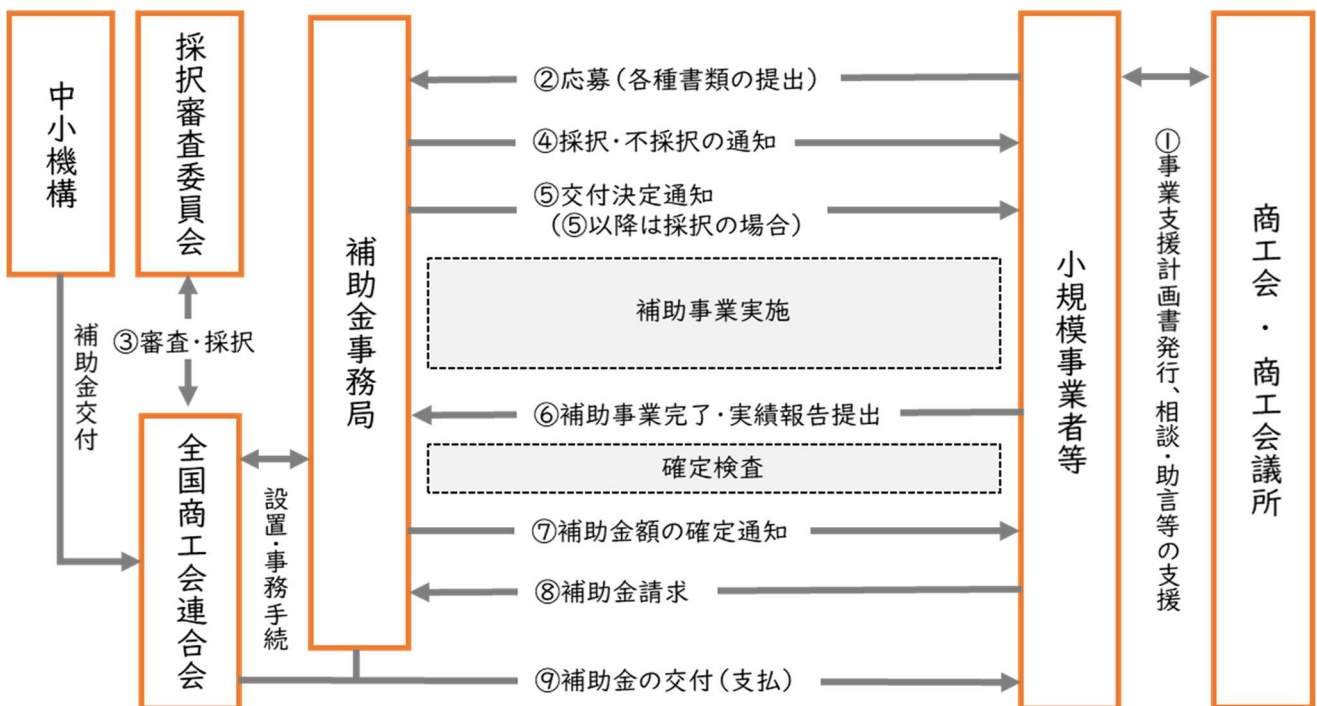 中小機構
採択審査委員会
補助金事務局
小規模事業者等
商工会・商工会議所
①事業支援計画書発行、相談・助言等の支援
②応募（各種書類の提出）
③審査・採択
④採択・不採択の通知
⑤交付決定通知
（⑤以降は採択の場合）
補助事業実施
補助金交付
全国商工会連合会
設置・事務手続
⑥補助事業完了・実績報告提出
確定検査
⑦補助金額の確定通知
⑧補助金請求
⑨補助金の交付（支払）